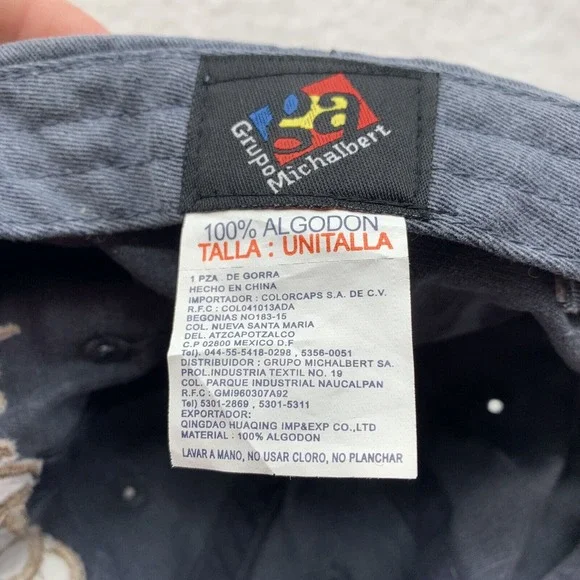 Grupo
Michalbert
100% ALGODON
TALLA : UNITALLA
1 PZA. DE GORRA
HECHO EN CHINA
IMPORTADOR : COLORCAPS S.A. DE C.V.
R.F.C : COL041013ADA
BEGONIAS NO183-15
COL. NUEVA SANTA MARIA
DEL. ATZCAPOTZALCO
C.P 02800 MEXICO D.F
Tel). 044-55-5418-0298 , 5356-0051
DISTRIBUIDOR : GRUPO MICHALBERT SA.
PROL.INDUSTRIA TEXTIL NO. 19
COL. PARQUE INDUSTRIAL NAUCALPAN
R.F.C : GMI960307A92
Tel) 5301-2869 , 5301-5311
EXPORTADOR:
QINGDAO HUAQING IMP&EXP CO.,LTD
MATERIAL : 100% ALGODON
LAVAR A MANO, NO USAR CLORO, NO PLANCHAR